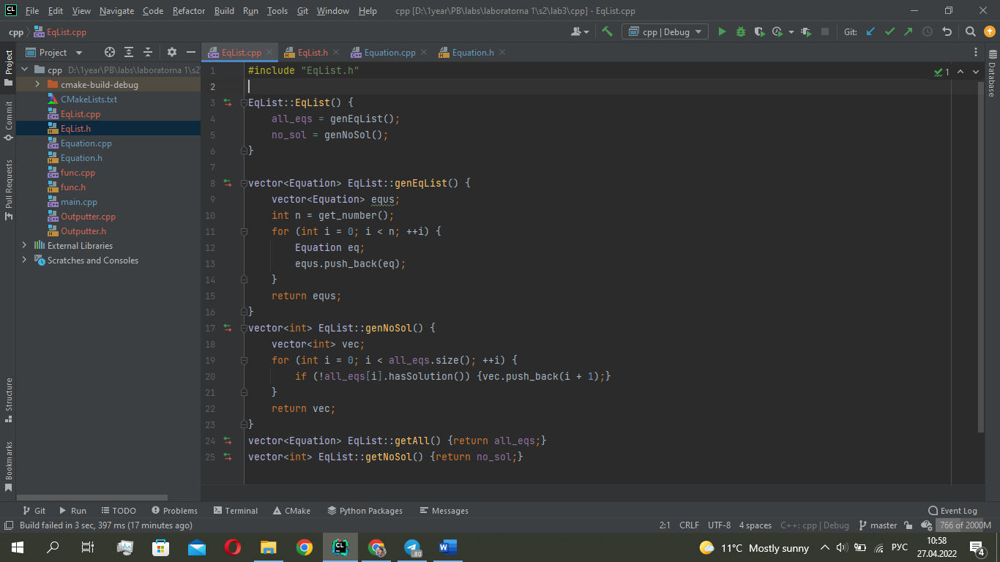 CL File Edit View Navigate Code Refactor Build Run Tools Git Window Help cpp [D:\1year\PB\labs\laboratorna 1\s2\lab3\cpp] - EqList.cpp
cpp EqList.cpp cpp | Debug Git:
Project EqList.cpp EqList.h Equation.cpp Equation.h
Project
Commit
Pull Requests
Structure
Bookmarks
Database
cpp D:\1year\PB\labs\laboratorna 1\s2\
cmake-build-debug
CMakeLists.txt
EqList.cpp
EqList.h
Equation.cpp
Equation.h
func.cpp
func.h
main.cpp
Outputter.cpp
Outputter.h
External Libraries
Scratches and Consoles
1 #include "EqList.h"
1
2
3 EqList::EqList() {
4 all_eqs = genEqList();
5 no_sol = genNoSol();
6 }
7
8 vector<Equation> EqList::genEqList() {
9 vector<Equation> equs;
10 int n = get_number();
11 for (int i = 0; i < n; ++i) {
12 Equation eq;
13 equs.push_back(eq);
14 }
15 return equs;
16 }
17 vector<int> EqList::genNoSol() {
18 vector<int> vec;
19 for (int i = 0; i < all_eqs.size(); ++i) {
20 if (!all_eqs[i].hasSolution()) {vec.push_back(i + 1);}
21 }
22 return vec;
23 }
24 vector<Equation> EqList::getAll() {return all_eqs;}
25 vector<int> EqList::getNoSol() {return no_sol;}
Git Run TODO Problems Terminal CMake Python Packages Messages Event Log
Build failed in 3 sec, 397 ms (17 minutes ago) 2:1 CRLF UTF-8 4 spaces C++: cpp | Debug master 766 of 2000M
80 W 11°C Mostly sunny РУС 10:58
27.04.2022 4